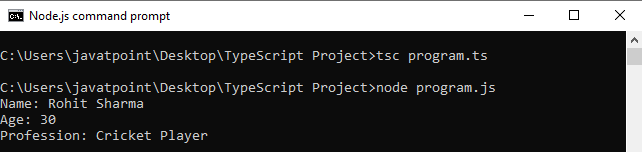 Node.js command prompt
C:\Users\javatpoint\Desktop\TypeScript Project>tsc program.ts
C:\Users\javatpoint\Desktop\TypeScript Project>node program.js
Name: Rohit Sharma
Age: 30
Profession: Cricket Player